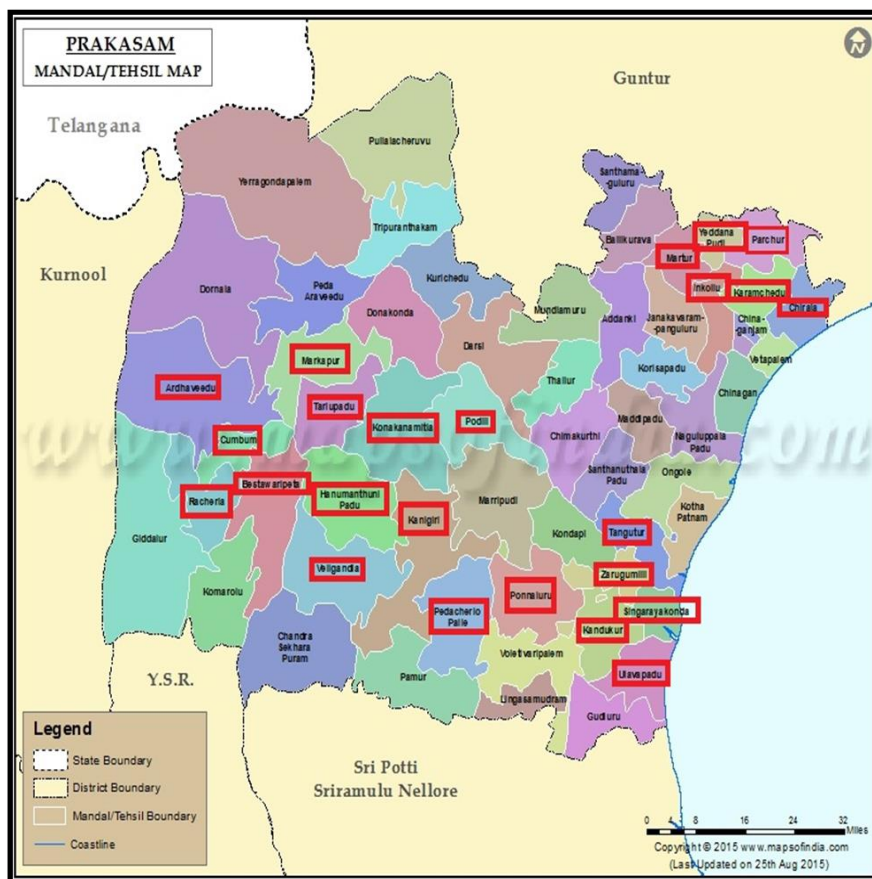 PRAKASAM
MANDAL/TEHSIL MAP
N
Guntur
Telangana
Pullalacheruvu
Yerragondapalem
Santhama-
-guluru
Tripuranthakam
Ballikurava
Yeddana
Pudi
Parchur
Martur
Kurnool
Kurichedu
Dornala
Peda
Araveedu
Inkollu
Karamchedu
Donakonda
Mundlamuru
Addanki
Janakavaram-
-panguluru
China-
-ganjam
Chirala
Darsi
Markapur
Vetapalem
Korisapadu
Thallur
Ardhaveedu
Chinagan
Tarlupadu
Maddipadu
Konakanamitla
Podili
Chimakurthi
Naguluppala
Padu
Cumbum
www.mapsofindia.com
Santhanuthala
Padu
Ongole
Bestawaripeta
Racherla
Hanumanthuni
Padu
Marripudi
Kotha
Patnam
Kanigiri
Giddalur
Kondapi
Tangutur
Veligandla
Zarugumilli
Komarolu
Ponnaluru
Pedacherlo
Palle
Singarayakonda
Kandukur
Chandra
Sekhara
Puram
Voletivaripalem
Pamur
Ulavapadu
Y.S.R.
Lingasamudram
Gudluru
Legend
State Boundary
District Boundary
Mandal/Tehsil Boundary
Coastline
Sri Potti
Sriramulu Nellore
0 4 8 16 24 32
Miles
Copyright © 2015 www.mapsofindia.com
(Last Updated on 25th Aug 2015)